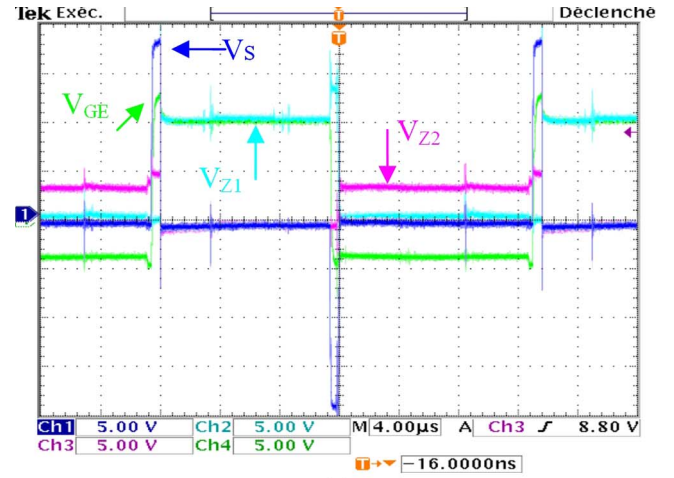 Tek Exéc. T Déclenché
T
VS
VGE
VZ1
VZ2
1
Ch1 5.00 V Ch2 5.00 V M 4.00µs A Ch3 8.80 V
Ch3 5.00 V Ch4 5.00 V
T -16.0000ns